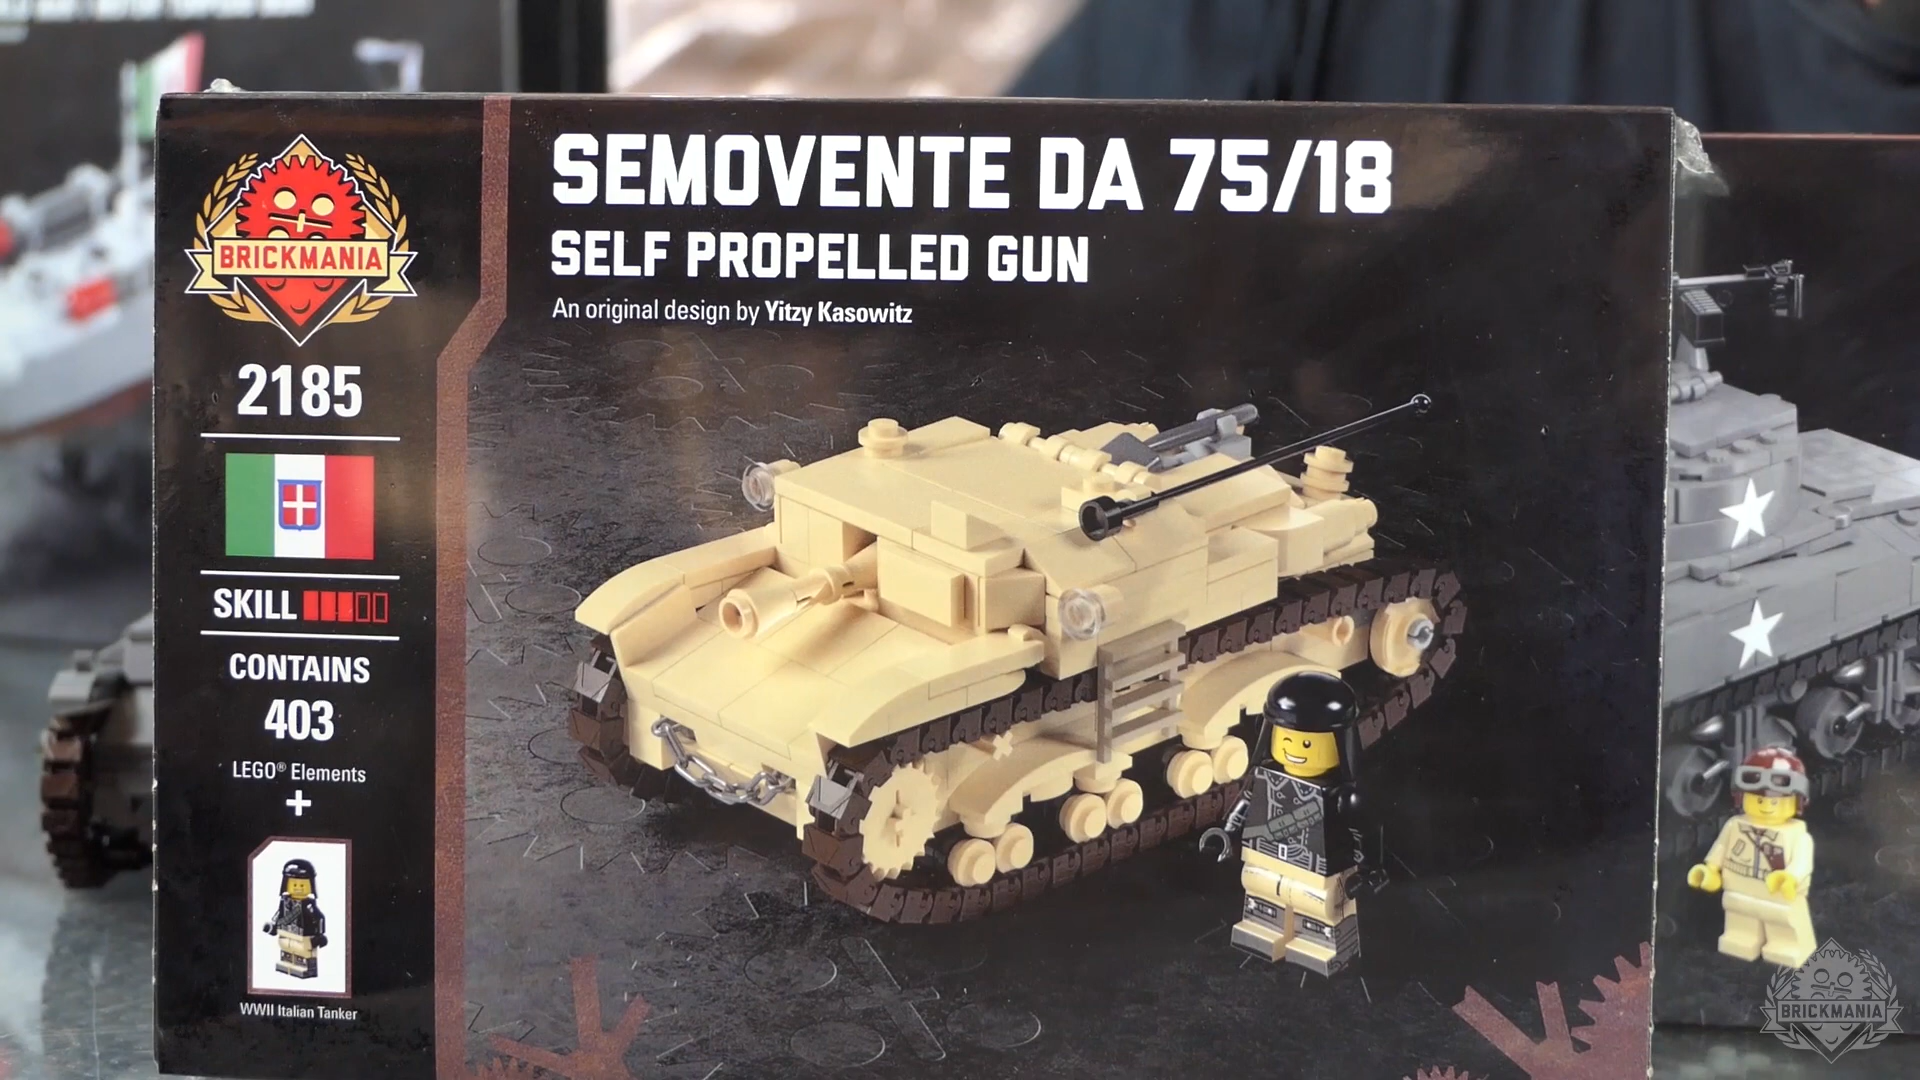 BRICKMANIA
2185
SKILL
CONTAINS
403
LEGO® Elements
+
WWII Italian Tanker
SEMOVENTE DA 75/18
SELF PROPELLED GUN
An original design by Yitzy Kasowitz
BRICKMANIA